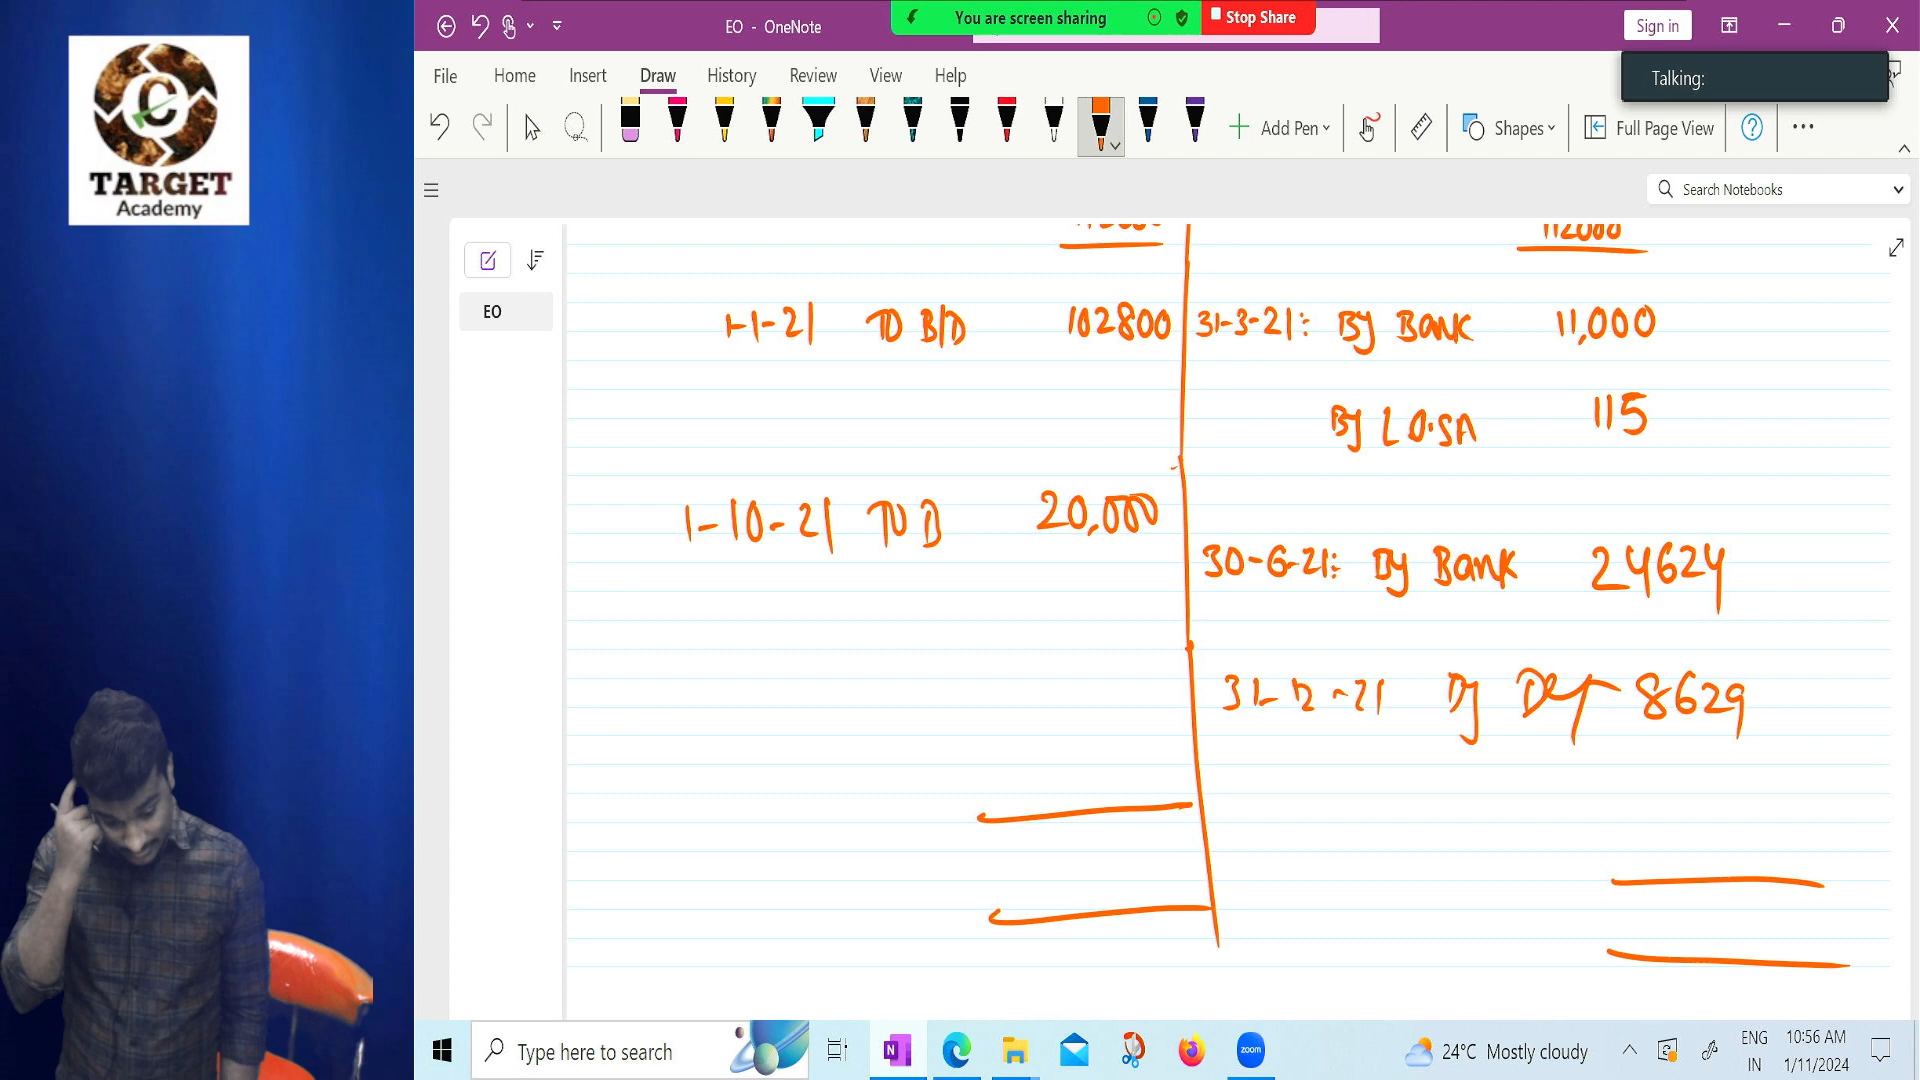 TARGET
Academy
EO - OneNote
You are screen sharing
Stop Share
Sign in
File Home Insert Draw History Review View Help
Talking:
Add Pen
Shapes
Full Page View
Search Notebooks
EO
112000
1-1-21 TO B/D 102800 31-3-21: By Bank 11,000
115
1-10-21 TO B 20,000
30-6-21: By Bank 24624
31-12-21 By Dep 8629
Type here to search
zoom
24°C Mostly cloudy
ENG
IN
10:56 AM
1/11/2024